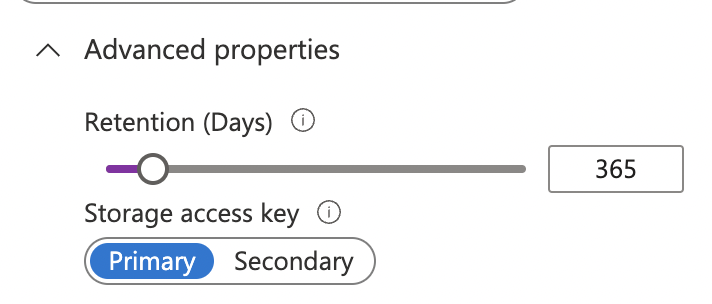 Advanced properties
Retention (Days)
365
Storage access key
Primary Secondary